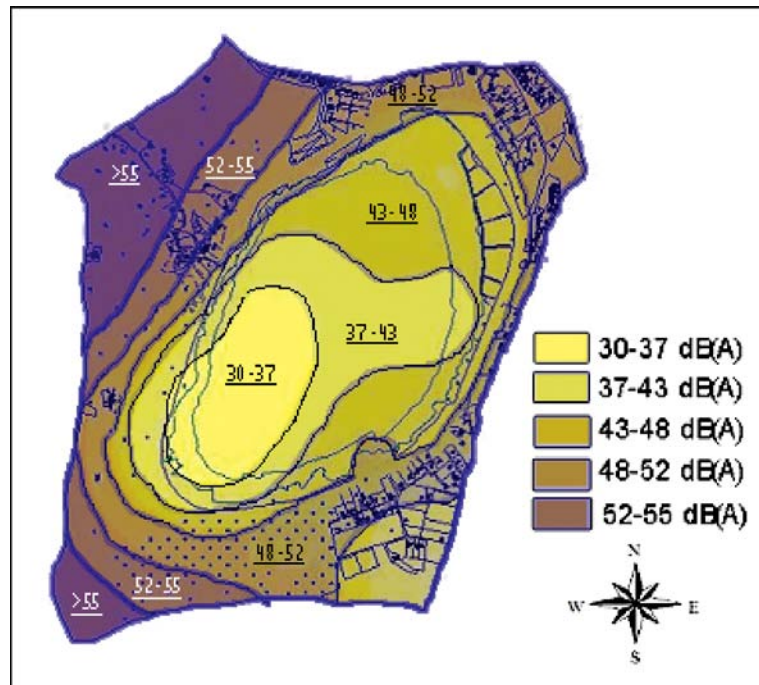 48-52
>55
52-55
43-48
37-43
30-37
48-52
52-55
>55
30-37 dB(A)
37-43 dB(A)
43-48 dB(A)
48-52 dB(A)
52-55 dB(A)
N
W E
S